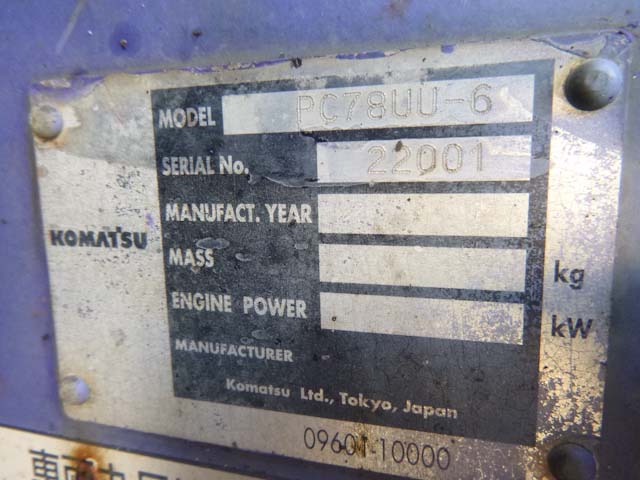 MODEL PC78UU-6
SERIAL No. 22001
MANUFACT. YEAR
KOMATSU
MASS kg
ENGINE POWER kW
MANUFACTURER
Komatsu Ltd., Tokyo, Japan
09601-10000